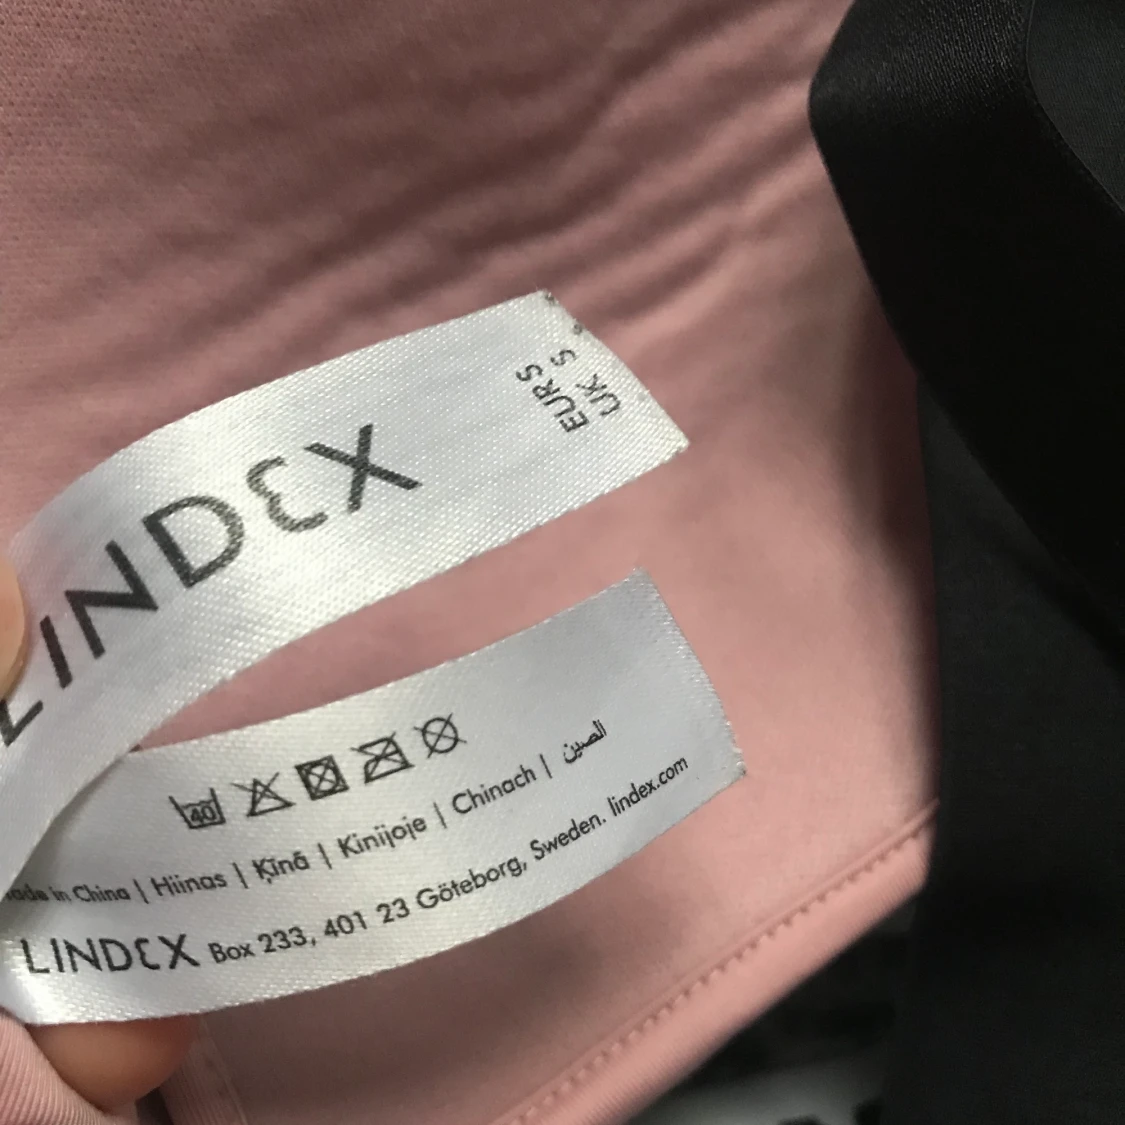 LINDEX
EUR S
UK S
40
made in China | Hiinas | Ķīnā | Kinijoje | Chinach | الصين
LINDEX Box 233, 401 23 Göteborg, Sweden. lindex.com